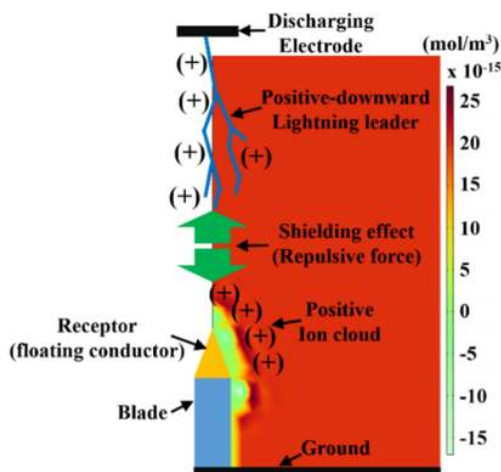 Discharging
Electrode
(mol/m³)
x 10-15
(+)
25
Positive-downward
Lightning leader
(+)
20
(+)
(+)
15
(+)
10
Shielding effect
(Repulsive force)
5
(+)
(+)
Positive
Ion cloud
0
Receptor
(floating conductor)
(+)
-5
(+)
Blade
-10
Ground
-15